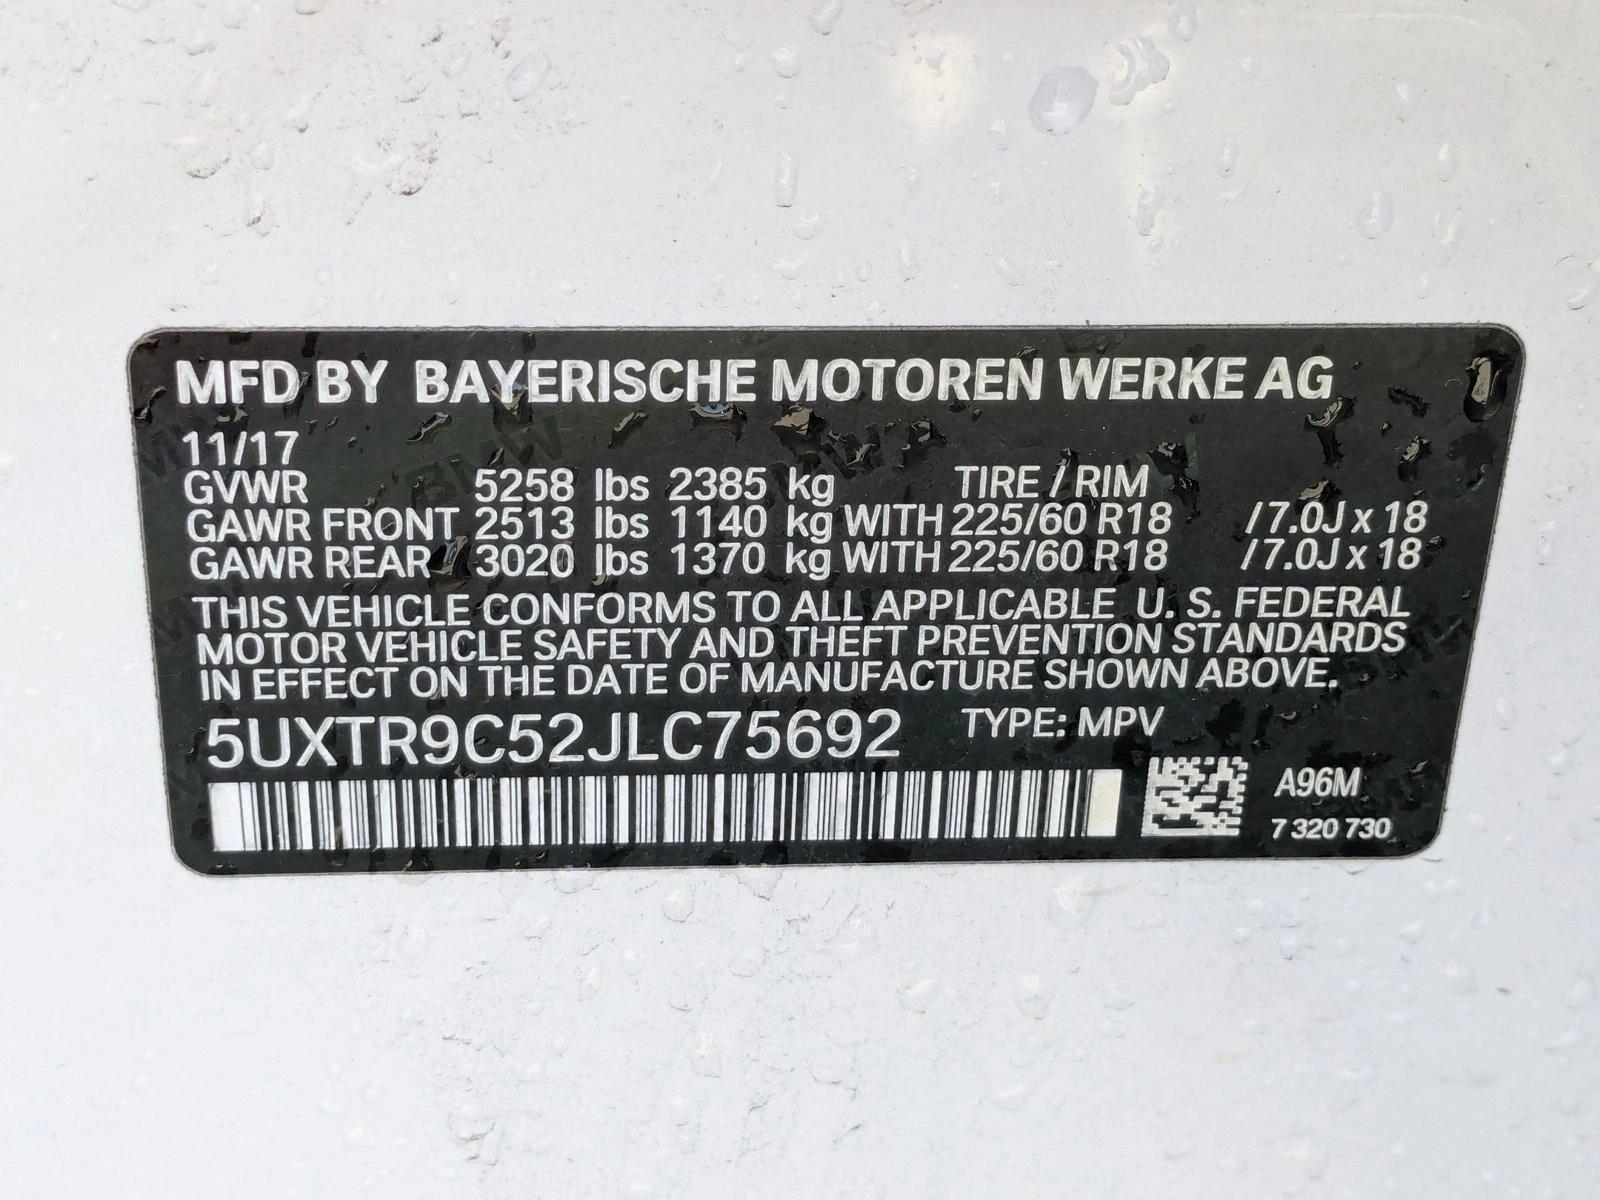 MFD BY BAYERISCHE MOTOREN WERKE AG
11/17
GVWR 5258 lbs 2385 kg TIRE / RIM
GAWR FRONT 2513 lbs 1140 kg WITH 225/60 R18 /7.0J x 18
GAWR REAR 3020 lbs 1370 kg WITH 225/60 R18 /7.0J x 18
THIS VEHICLE CONFORMS TO ALL APPLICABLE U. S. FEDERAL
MOTOR VEHICLE SAFETY AND THEFT PREVENTION STANDARDS
IN EFFECT ON THE DATE OF MANUFACTURE SHOWN ABOVE.
5UXTR9C52JLC75692 TYPE: MPV
A96M
7 320 730